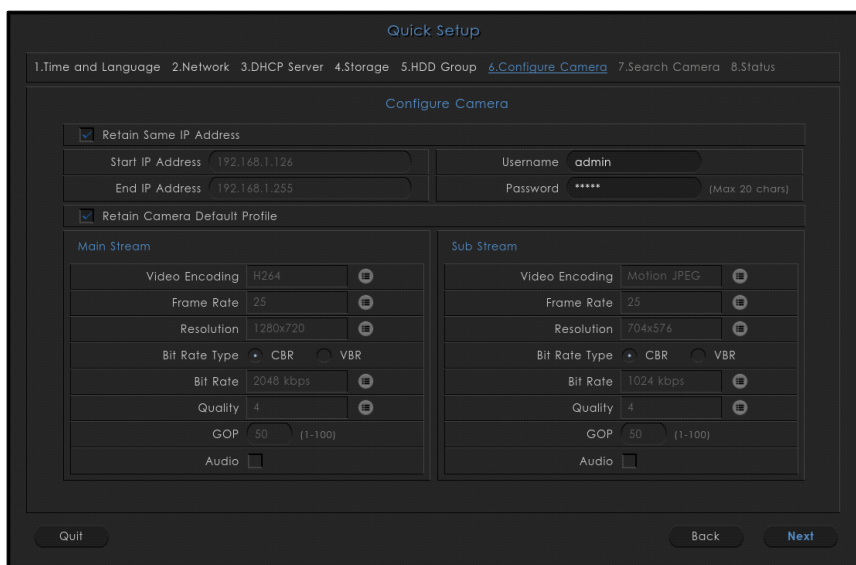 Quick Setup
1.Time and Language 2.Network 3.DHCP Server 4.Storage 5.HDD Group 6.Configure Camera 7.Search Camera 8.Status
Configure Camera
Retain Same IP Address
Start IP Address 192.168.1.126 Username admin
End IP Address 192.168.1.255 Password ***** (Max 20 chars)
Retain Camera Default Profile
Main Stream
Video Encoding H264
Frame Rate 25
Resolution 1280x720
Bit Rate Type CBR VBR
Bit Rate 2048 kbps
Quality 4
GOP 50 (1-100)
Audio
Sub Stream
Video Encoding Motion JPEG
Frame Rate 25
Resolution 704x576
Bit Rate Type CBR VBR
Bit Rate 1024 kbps
Quality 4
GOP 50 (1-100)
Audio
Quit Back Next